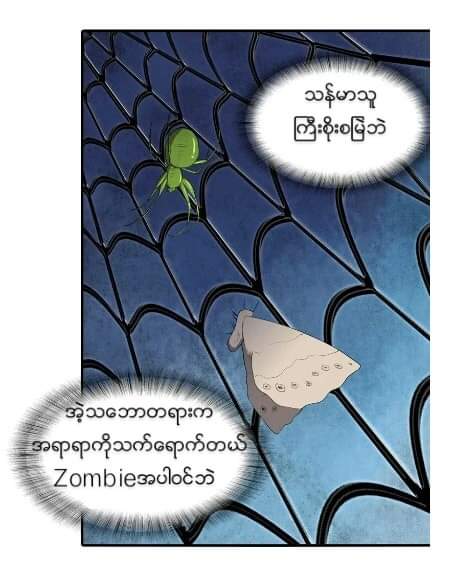 သန်မာသူ
ကြီးစိုးစမြဲဘဲ
အဲ့သဘောတရားက
အရာရာကိုသက်ရောက်တယ်
Zombieအပါဝင်ဘဲ